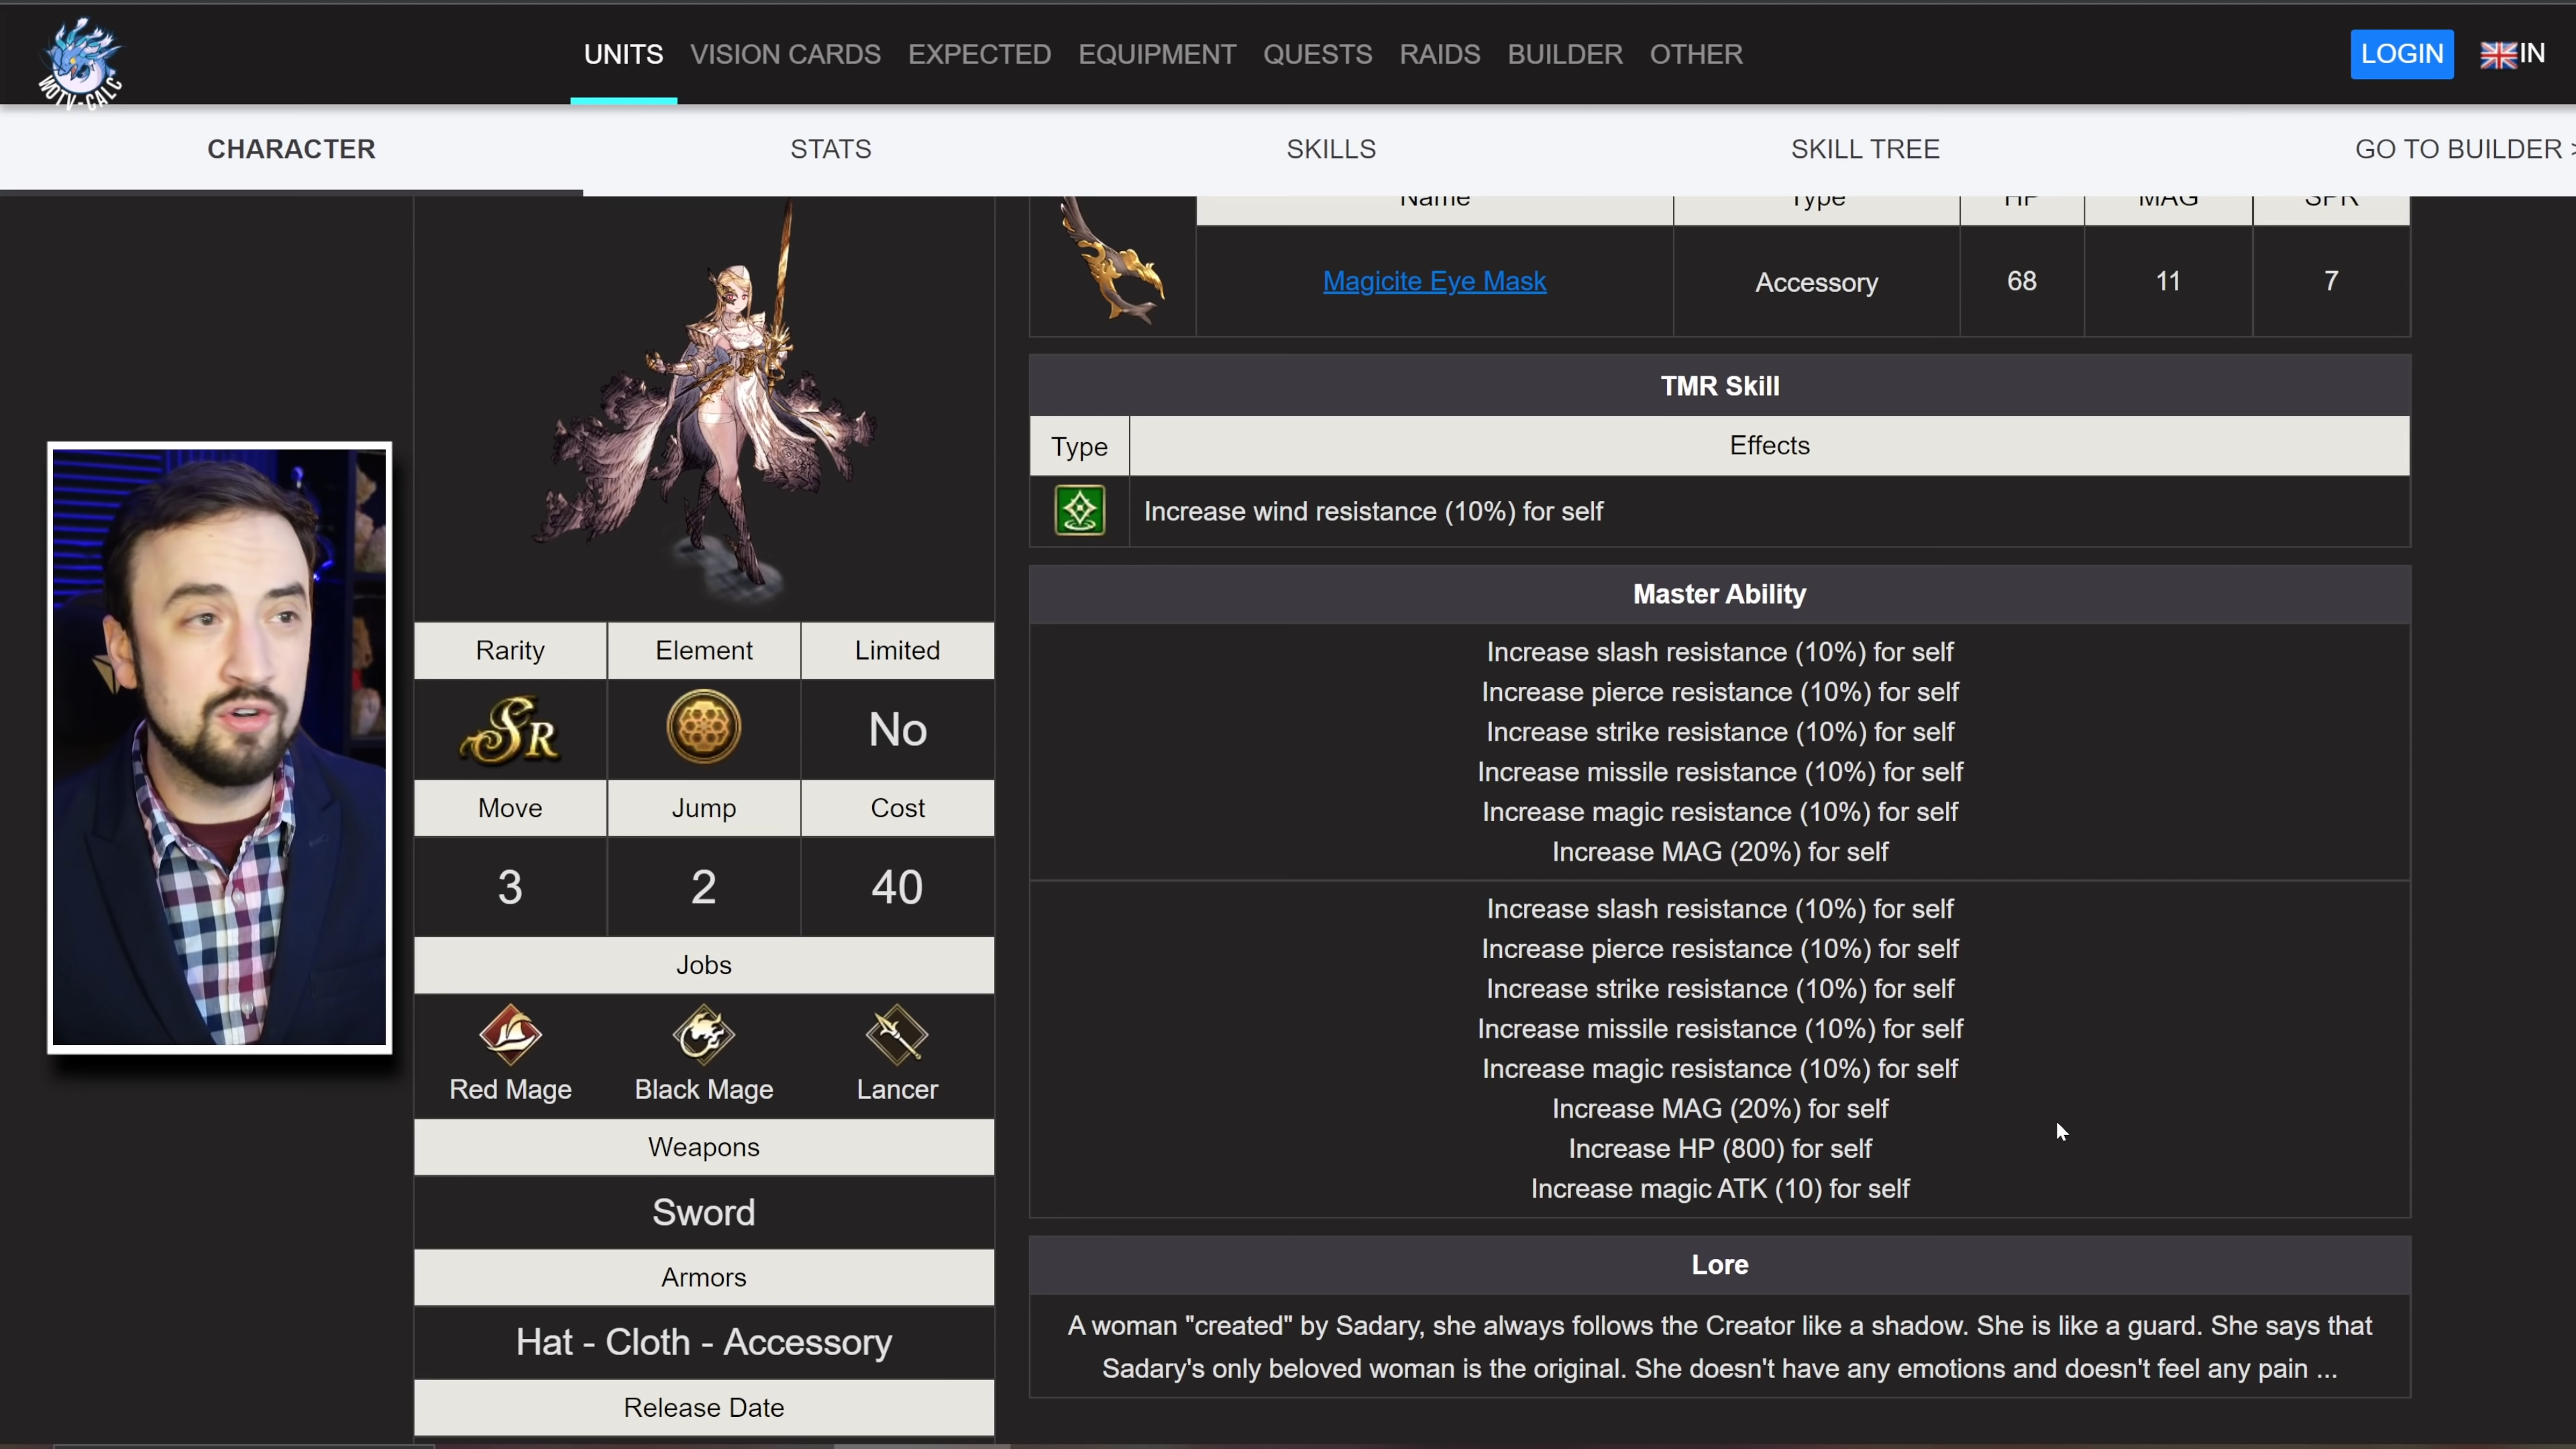 WOTV-CALC
UNITS VISION CARDS EXPECTED EQUIPMENT QUESTS RAIDS BUILDER OTHER
LOGIN IN
CHARACTER STATS SKILLS SKILL TREE GO TO BUILDER >
Name Type HP MAG SPR
Magicite Eye Mask Accessory 68 11 7
TMR Skill
Type Effects
Increase wind resistance (10%) for self
Master Ability
Increase slash resistance (10%) for self
Increase pierce resistance (10%) for self
Increase strike resistance (10%) for self
Increase missile resistance (10%) for self
Increase magic resistance (10%) for self
Increase MAG (20%) for self
Increase slash resistance (10%) for self
Increase pierce resistance (10%) for self
Increase strike resistance (10%) for self
Increase missile resistance (10%) for self
Increase magic resistance (10%) for self
Increase MAG (20%) for self
Increase HP (800) for self
Increase magic ATK (10) for self
Lore
A woman "created" by Sadary, she always follows the Creator like a shadow. She is like a guard. She says that
Sadary's only beloved woman is the original. She doesn't have any emotions and doesn't feel any pain ...
Rarity Element Limited
SR No
Move Jump Cost
3 2 40
Jobs
Red Mage Black Mage Lancer
Weapons
Sword
Armors
Hat - Cloth - Accessory
Release Date